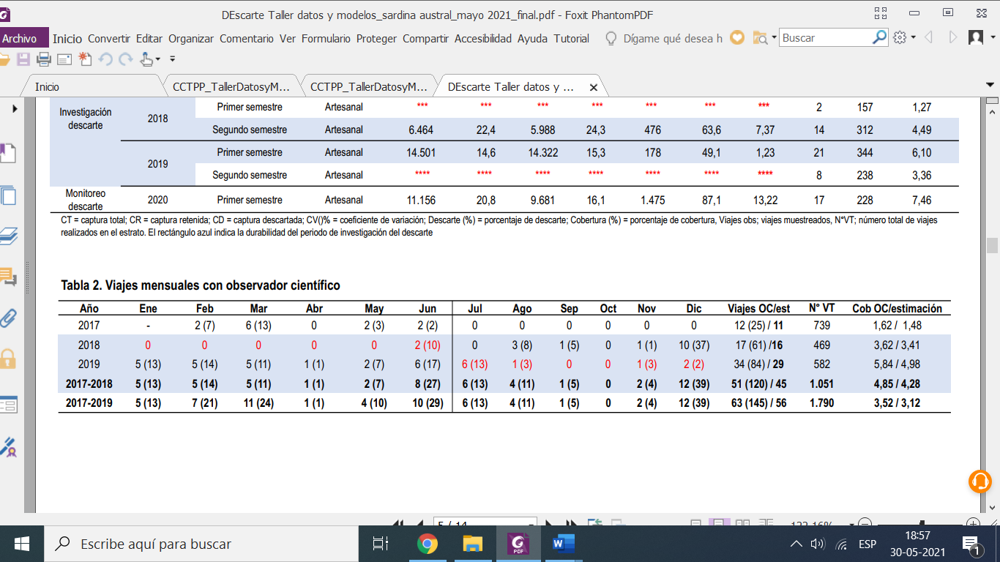 DEscarte Taller datos y modelos_sardina austral_mayo 2021_final.pdf - Foxit PhantomPDF
Archivo Inicio Convertir Editar Organizar Comentario Ver Formulario Proteger Compartir Accesibilidad Ayuda Tutorial Dígame qué desea h Buscar
Inicio CCTPP_TallerDatosyM... CCTPP_TallerDatosyM... DEscarte Taller datos y ...
Investigación descarte 2018 Primer semestre Artesanal *** *** *** *** *** *** *** 2 157 1,27
Segundo semestre Artesanal 6.464 22,4 5.988 24,3 476 63,6 7,37 14 312 4,49
2019 Primer semestre Artesanal 14.501 14,6 14.322 15,3 178 49,1 1,23 21 344 6,10
Segundo semestre Artesanal **** **** **** **** **** **** **** 8 238 3,36
Monitoreo descarte 2020 Primer semestre Artesanal 11.156 20,8 9.681 16,1 1.475 87,1 13,22 17 228 7,46
CT = captura total; CR = captura retenida; CD = captura descartada; CV()% = coeficiente de variación; Descarte (%) = porcentaje de descarte; Cobertura (%) = porcentaje de cobertura, Viajes obs; viajes muestreados, N°VT; número total de viajes
realizados en el estrato. El rectángulo azul indica la durabilidad del periodo de investigación del descarte
Tabla 2. Viajes mensuales con observador científico
Año Ene Feb Mar Abr May Jun Jul Ago Sep Oct Nov Dic Viajes OC/est N° VT Cob OC/estimación
2017 - 2 (7) 6 (13) 0 2 (3) 2 (2) 0 0 0 0 0 0 12 (25) / 11 739 1,62 / 1,48
2018 0 0 0 0 0 2 (10) 0 3 (8) 1 (5) 0 1 (1) 10 (37) 17 (61) /16 469 3,62 / 3,41
2019 5 (13) 5 (14) 5 (11) 1 (1) 2 (7) 6 (17) 6 (13) 1 (3) 0 0 1 (3) 2 (2) 34 (84) / 29 582 5,84 / 4,98
2017-2018 5 (13) 5 (14) 5 (11) 1 (1) 2 (7) 8 (27) 6 (13) 4 (11) 1 (5) 0 2 (4) 12 (39) 51 (120) / 45 1.051 4,85 / 4,28
2017-2019 5 (13) 7 (21) 11 (24) 1 (1) 4 (10) 10 (29) 6 (13) 4 (11) 1 (5) 0 2 (4) 12 (39) 63 (145) / 56 1.790 3,52 / 3,12
5 / 14
Escribe aquí para buscar PDF W ESP 18:57
30-05-2021 1